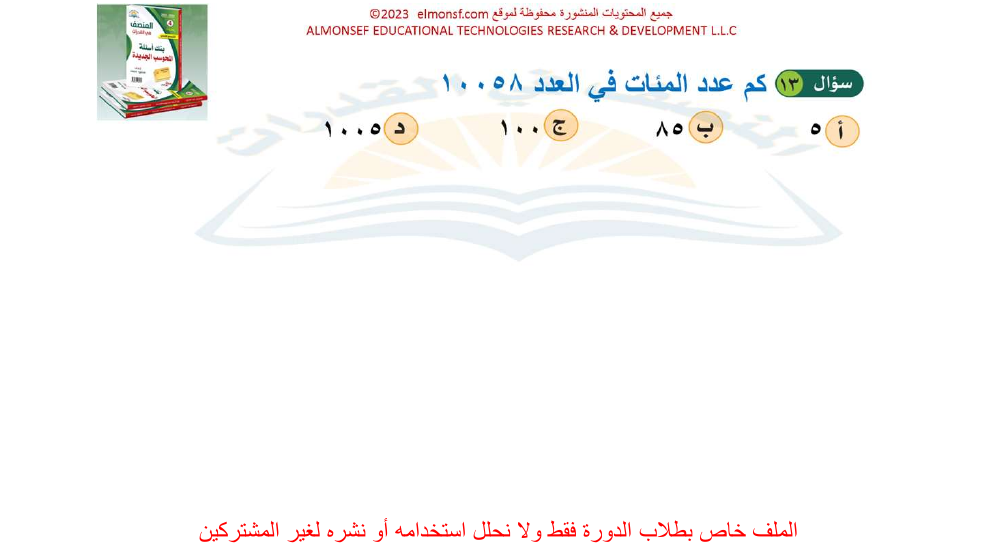 جميع المحتويات المنشورة محفوظة لموقع elmonsf.com ©2023
ALMONSEF EDUCATIONAL TECHNOLOGIES RESEARCH & DEVELOPMENT L.L.C
المنصف
بنك أسئلة
المحوسب الجديدة
سؤال ١٣ كم عدد المئات في العدد ١٠٠٥٨
أ ٥ ب ٨٥ ج ١٠٠ د ١٠٠٥
الملف خاص بطلاب الدورة فقط ولا نحلل استخدامه أو نشره لغير المشتركين